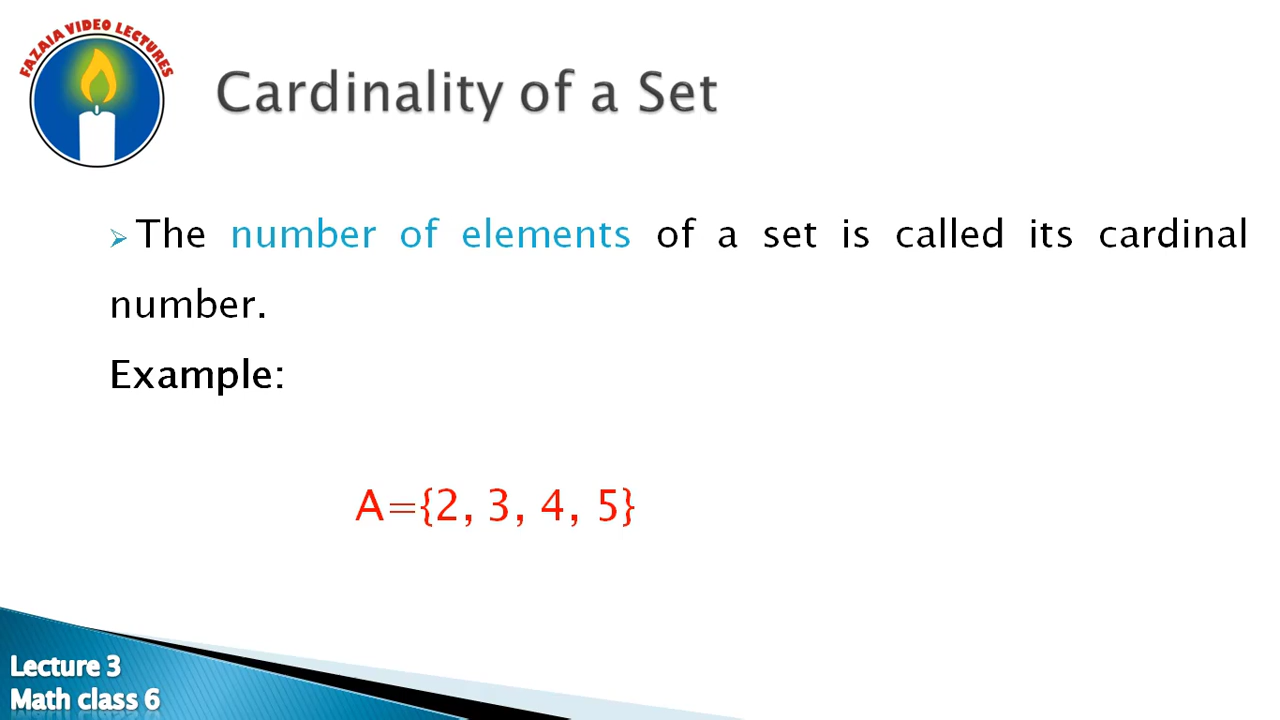 FAZAIA VIDEO LECTURES
Cardinality of a Set
The number of elements of a set is called its cardinal
number.
Example:
A={2, 3, 4, 5}
Lecture 3
Math class 6